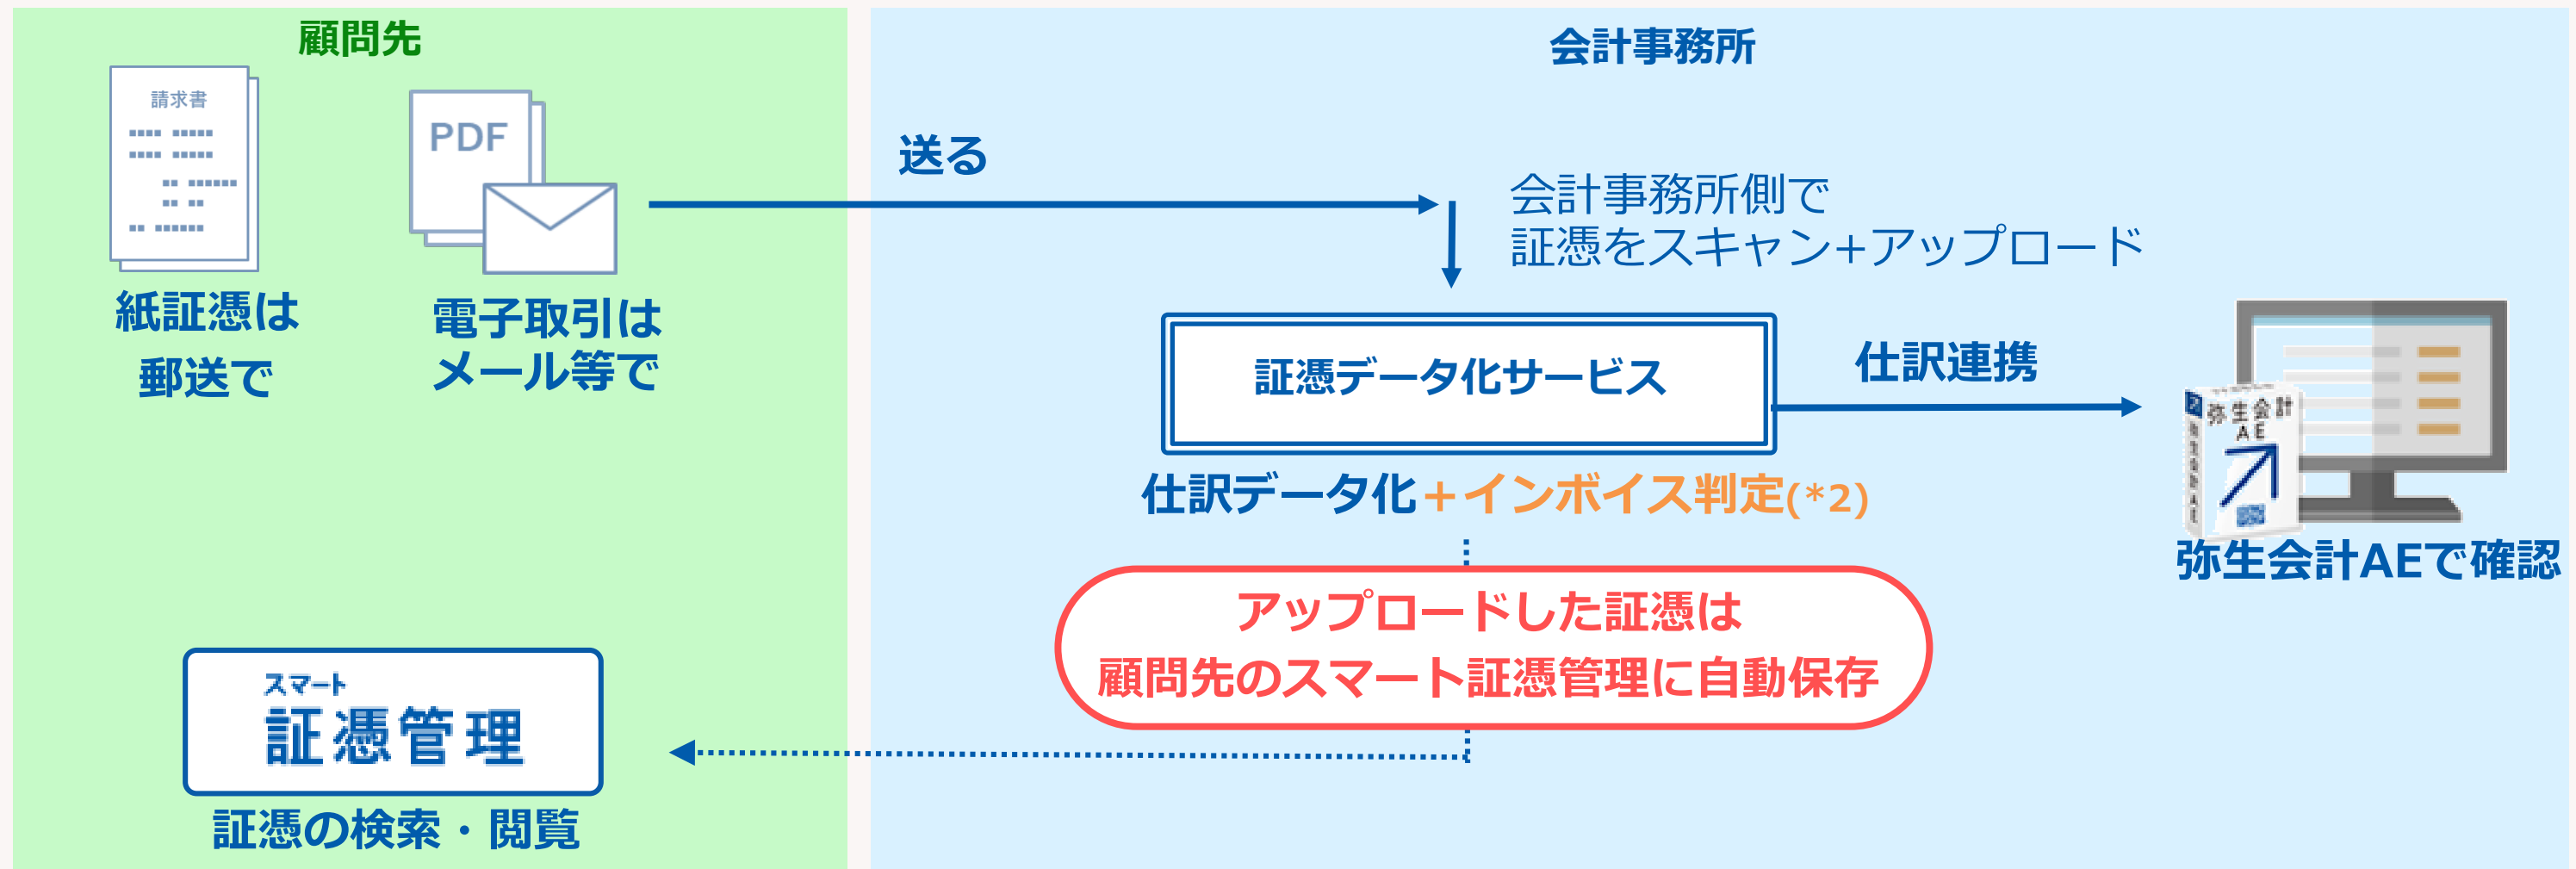 顧問先
請求書
PDF
紙証憑は
郵送で
電子取引は
メール等で
スマート
証憑管理
証憑の検索・閲覧
会計事務所
送る
会計事務所側で
証憑をスキャン+アップロード
証憑データ化サービス
仕訳データ化+インボイス判定(*2)
仕訳連携
弥生会計
AE
弥生会計AEで確認
アップロードした証憑は
顧問先のスマート証憑管理に自動保存